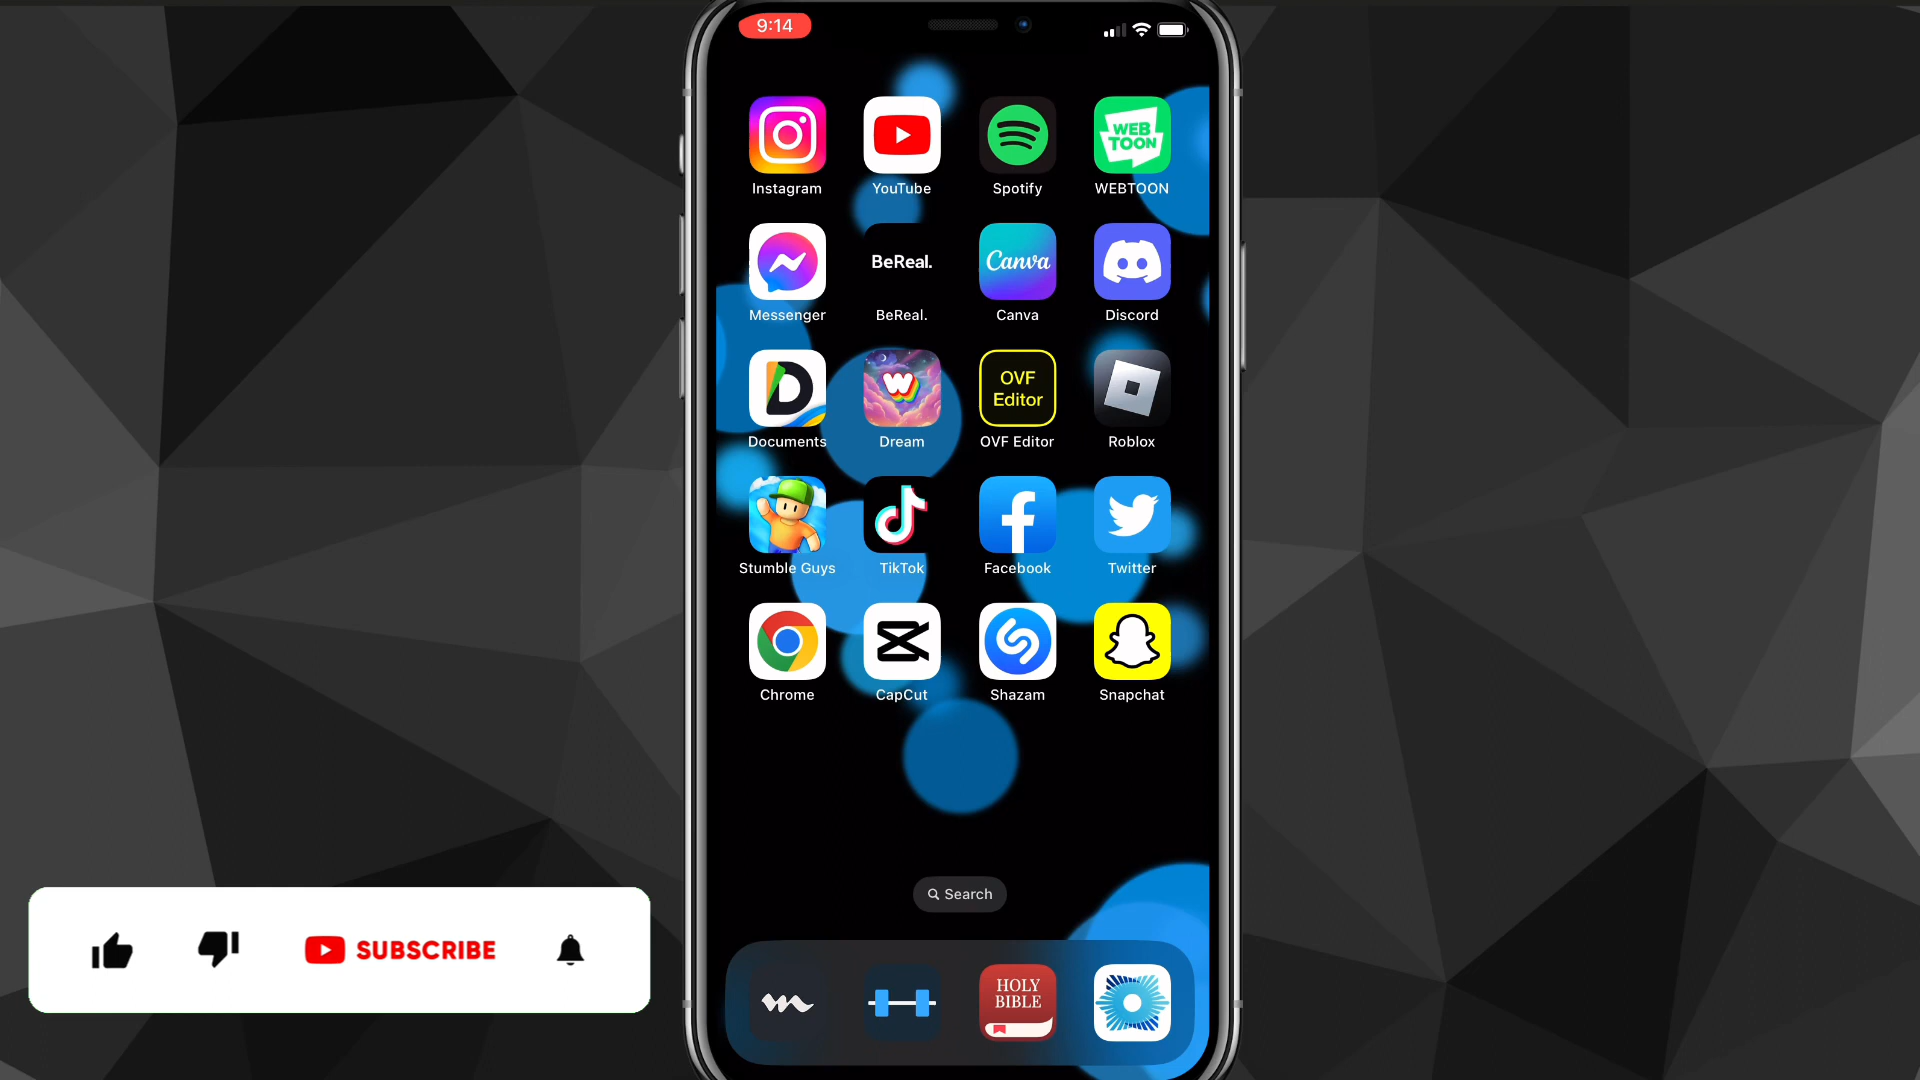 9:14
Instagram
YouTube
Spotify
WEB
TOON
WEBTOON
Messenger
BeReal.
BeReal.
Canva
Canva
Discord
Documents
W
Dream
OVF
Editor
OVF Editor
Roblox
Stumble Guys
TikTok
Facebook
Twitter
Chrome
CapCut
Shazam
Snapchat
Search
SUBSCRIBE
HOLY
BIBLE